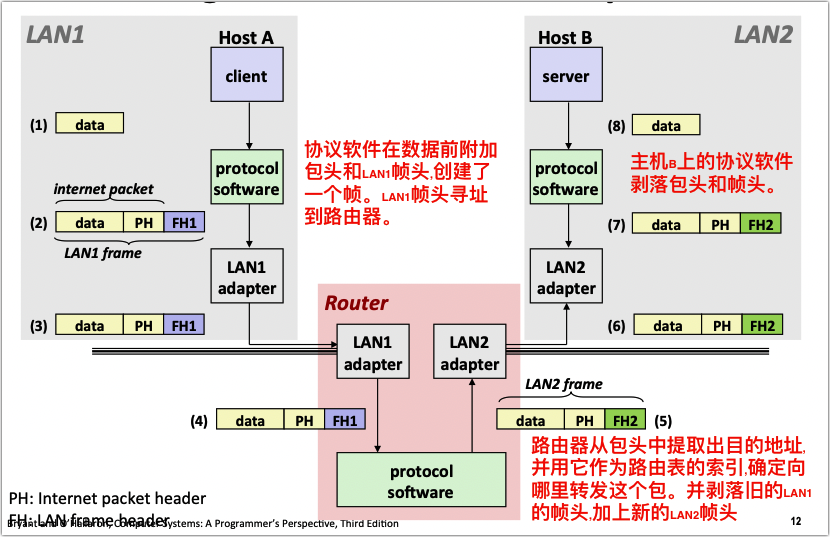 LAN1
Host A
client
(1) data
protocol
software
协议软件在数据前附加
包头和LAN1帧头,创建了
一个帧。LAN1帧头寻址
到路由器。
internet packet
(2) data PH FH1
LAN1 frame
LAN1
adapter
(3) data PH FH1
Host B
LAN2
server
(8) data
protocol
software
主机B上的协议软件
剥落包头和帧头。
(7) data PH FH2
LAN2
adapter
(6) data PH FH2
Router
LAN1
adapter
LAN2
adapter
LAN2 frame
(4) data PH FH1
data PH FH2 (5)
protocol
software
路由器从包头中提取出目的地址,
并用它作为路由表的索引,确定向
哪里转发这个包。并剥落旧的LAN1
的帧头,加上新的LAN2帧头
PH: Internet packet header
FH: LAN frame header
Bryant and O'Hallaron, Computer Systems: A Programmer's Perspective, Third Edition
12